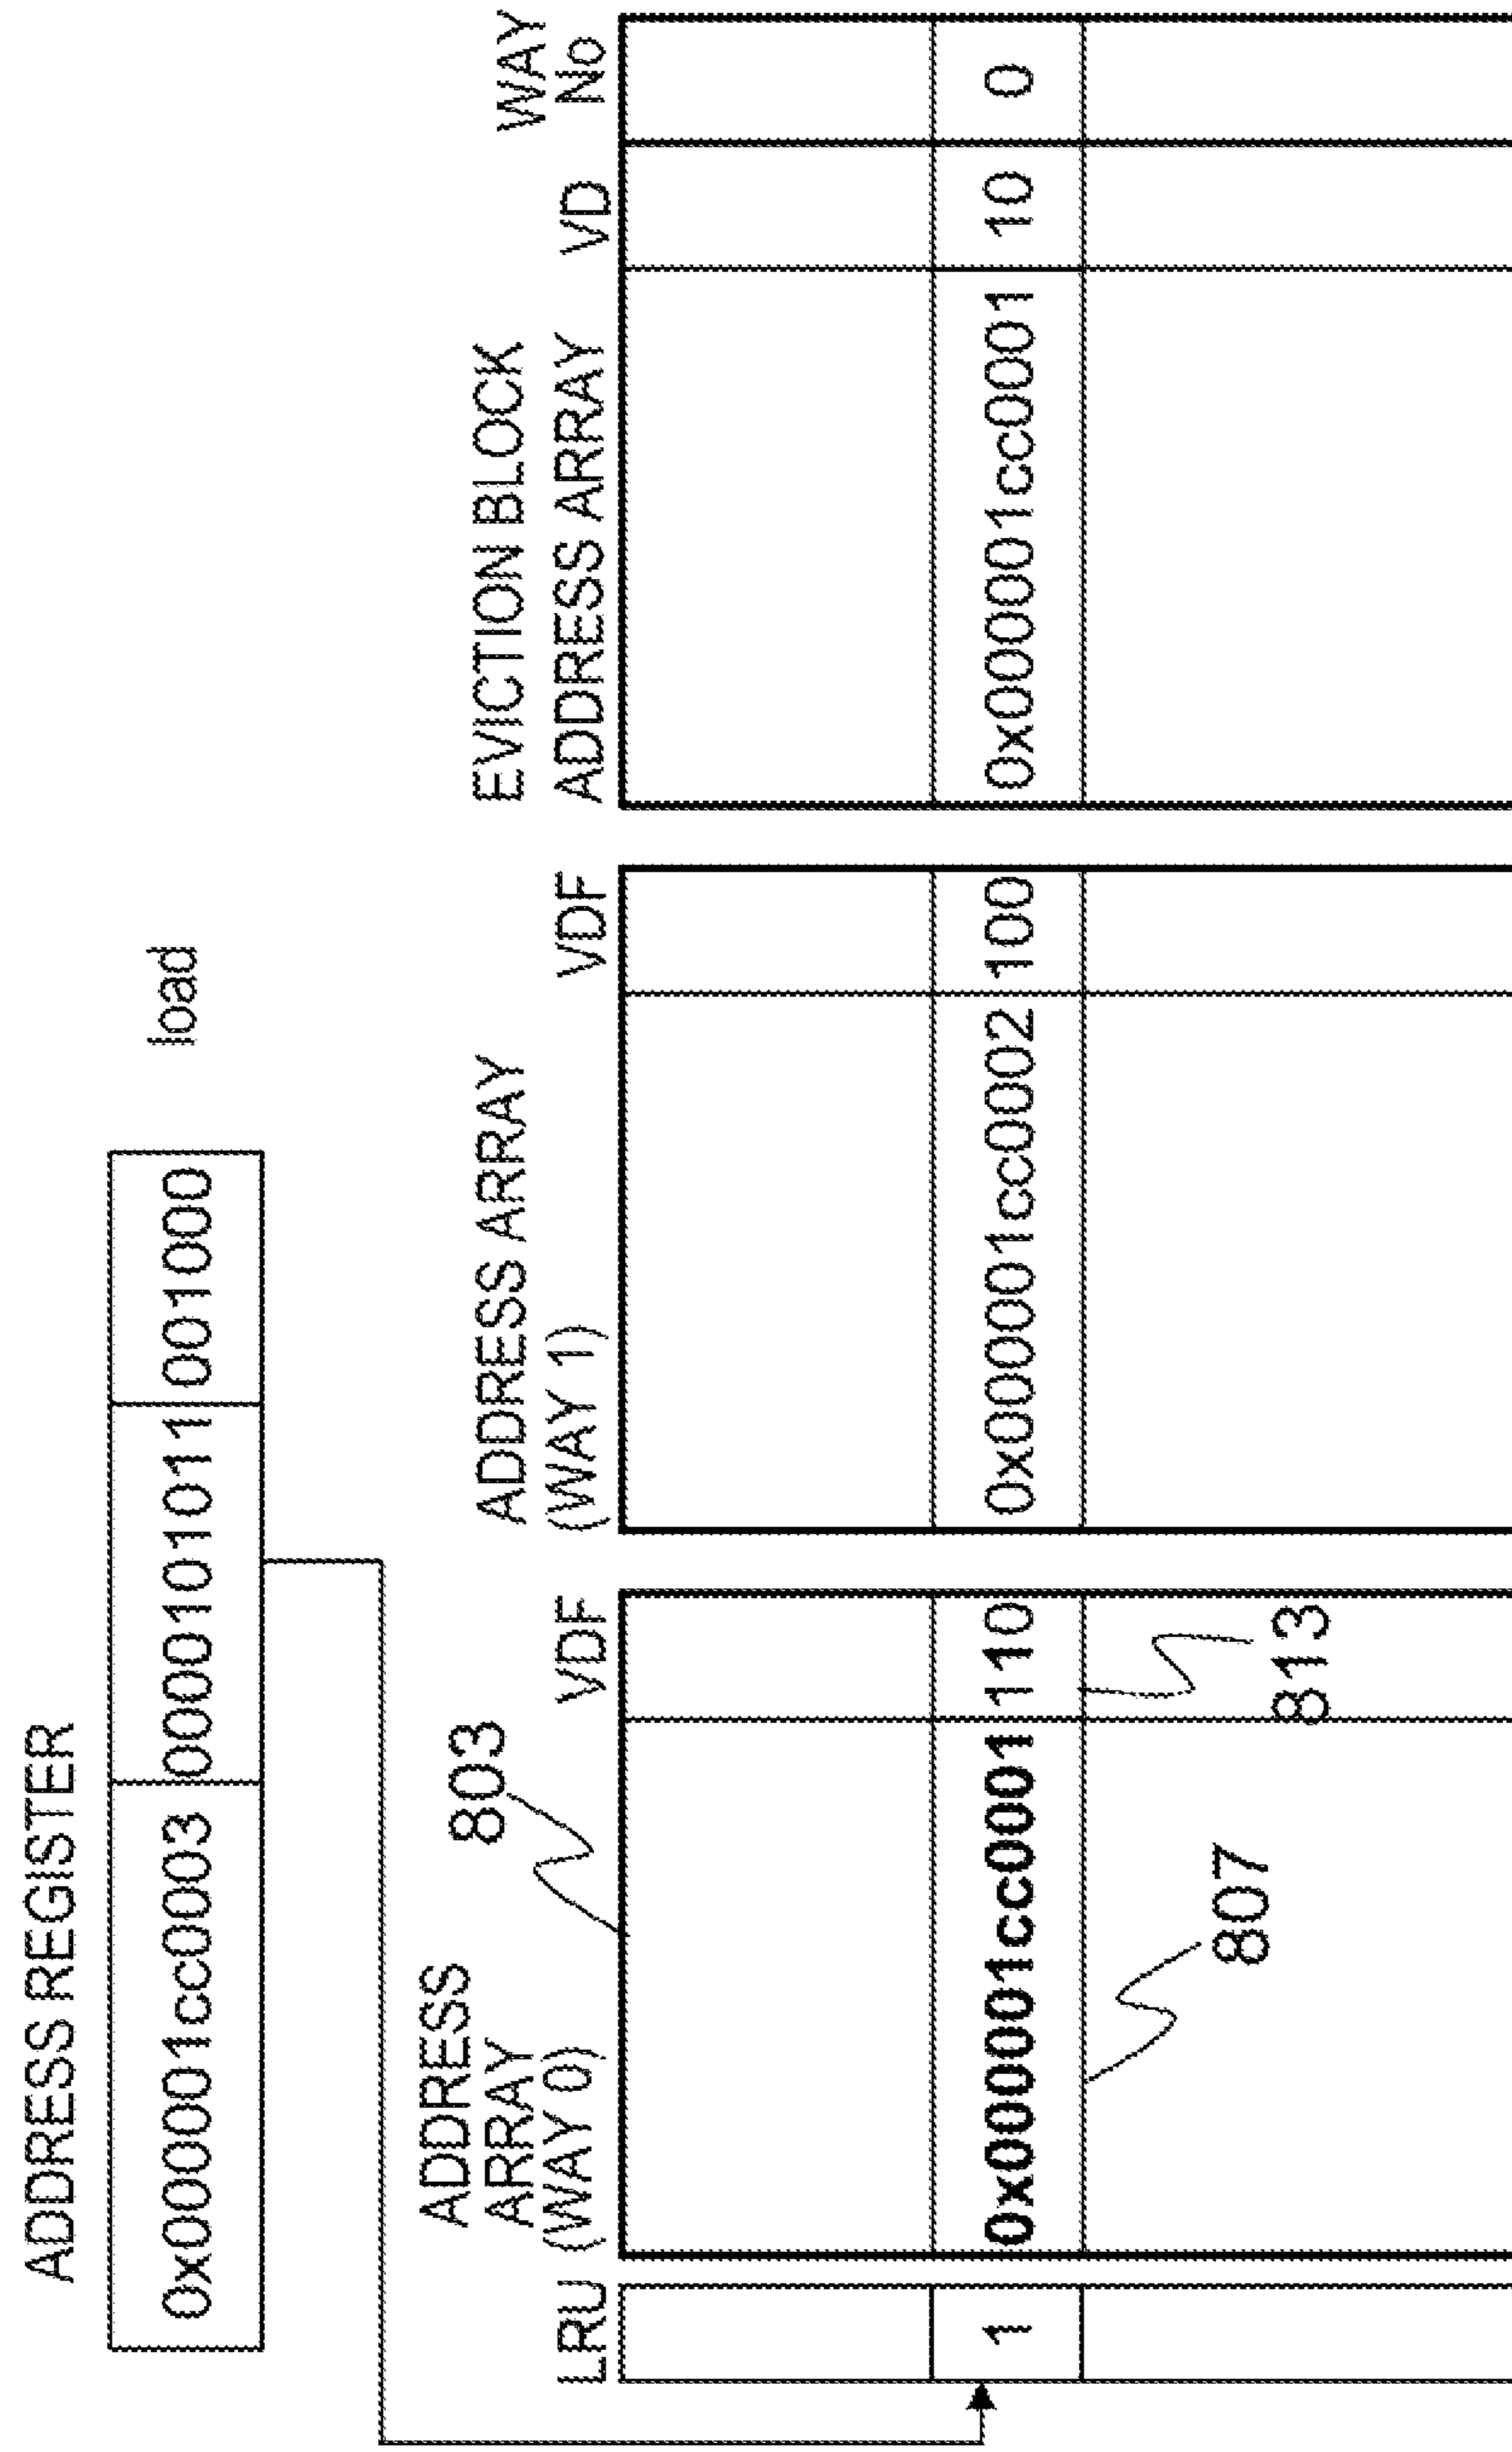 ADDRESS REGISTER
0x000001cc0003 0000101011 001000 load
LRU
ADDRESS
ARRAY
(WAY 0)
803
VDF
ADDRESS ARRAY
(WAY 1)
VDF
EVICTION BLOCK
ADDRESS ARRAY
VD
WAY
No
1 0x000001cc0001 110 0x000001cc0002 100 0x000001cc0001 10 0
807
813